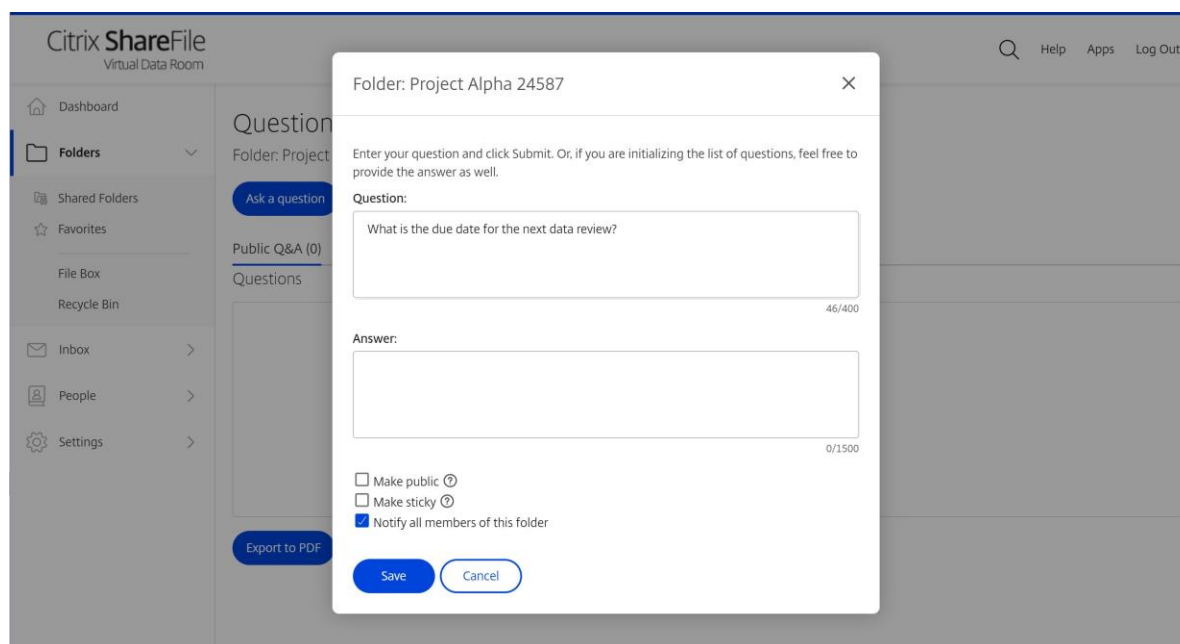 Citrix ShareFile
Virtual Data Room
Help Apps Log Out
Dashboard
Folders
Shared Folders
Favorites
File Box
Recycle Bin
Inbox
People
Settings
Question
Folder: Project
Ask a question
Public Q&A (0)
Questions
Export to PDF
Folder: Project Alpha 24587
Enter your question and click Submit. Or, if you are initializing the list of questions, feel free to
provide the answer as well.
Question:
What is the due date for the next data review?
46/400
Answer:
0/1500
Make public
Make sticky
Notify all members of this folder
Save Cancel